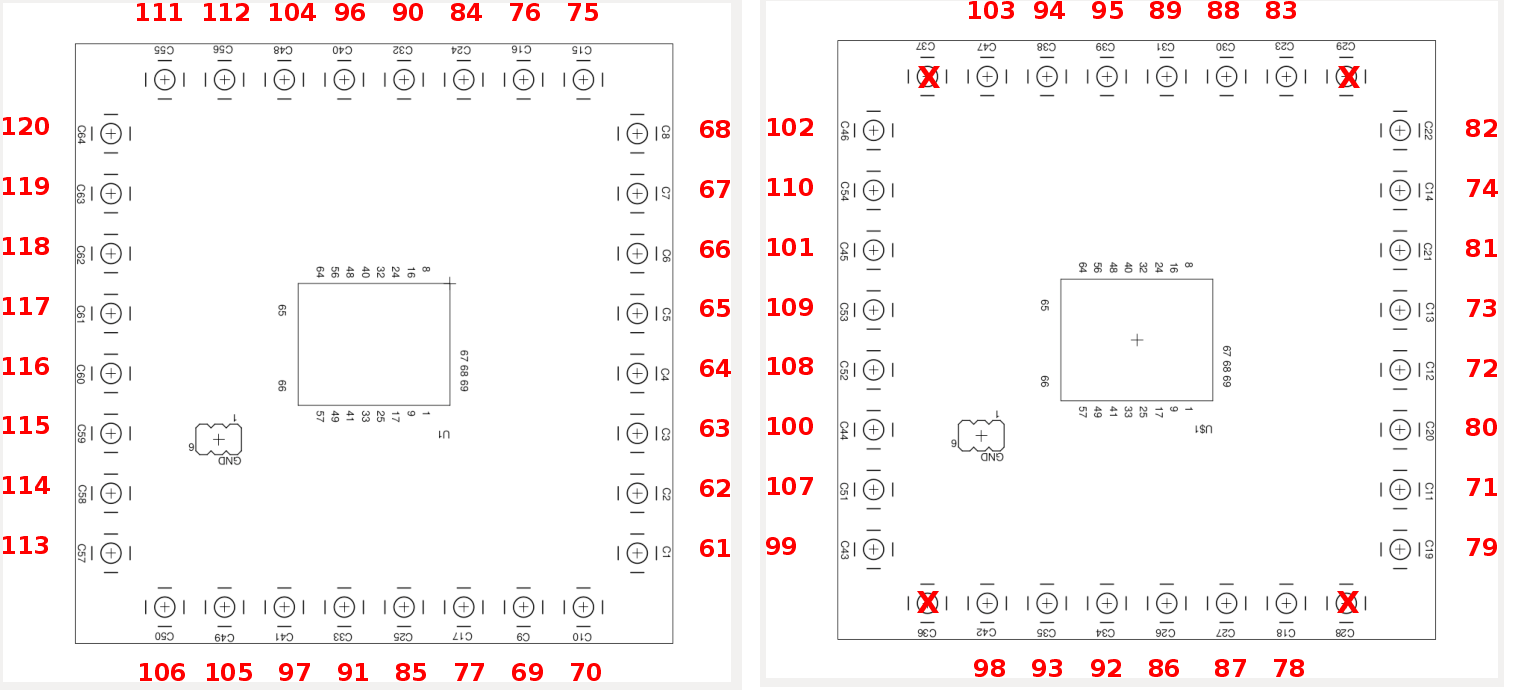 111 112 104 96 90 84 76 75
C55 C56 C48 C40 C32 C24 C16 C15
120 C64 C8 68
119 C63 C7 67
118 C62 C6 66
64 56 48 40 32 24 16 8
117 C61 65 C5 65
116 C60 66 67 68 69 C4 64
57 49 41 33 25 17 9 1
115 C59 1 6 GND U1 C3 63
114 C58 C2 62
113 C57 C1 61
C50 C49 C41 C33 C25 C17 C9 C10
106 105 97 91 85 77 69 70
103 94 95 89 88 83
C37 C47 C38 C39 C31 C30 C23 C29
X X
102 C46 C22 82
110 C54 C14 74
101 C45 C21 81
64 56 48 40 32 24 16 8
109 C53 65 C13 73
108 C52 66 67 68 69 C12 72
57 49 41 33 25 17 9 1
100 C44 1 6 GND U$1 C20 80
107 C51 C11 71
99 C43 C19 79
X X
C36 C42 C35 C34 C26 C27 C18 C28
98 93 92 86 87 78